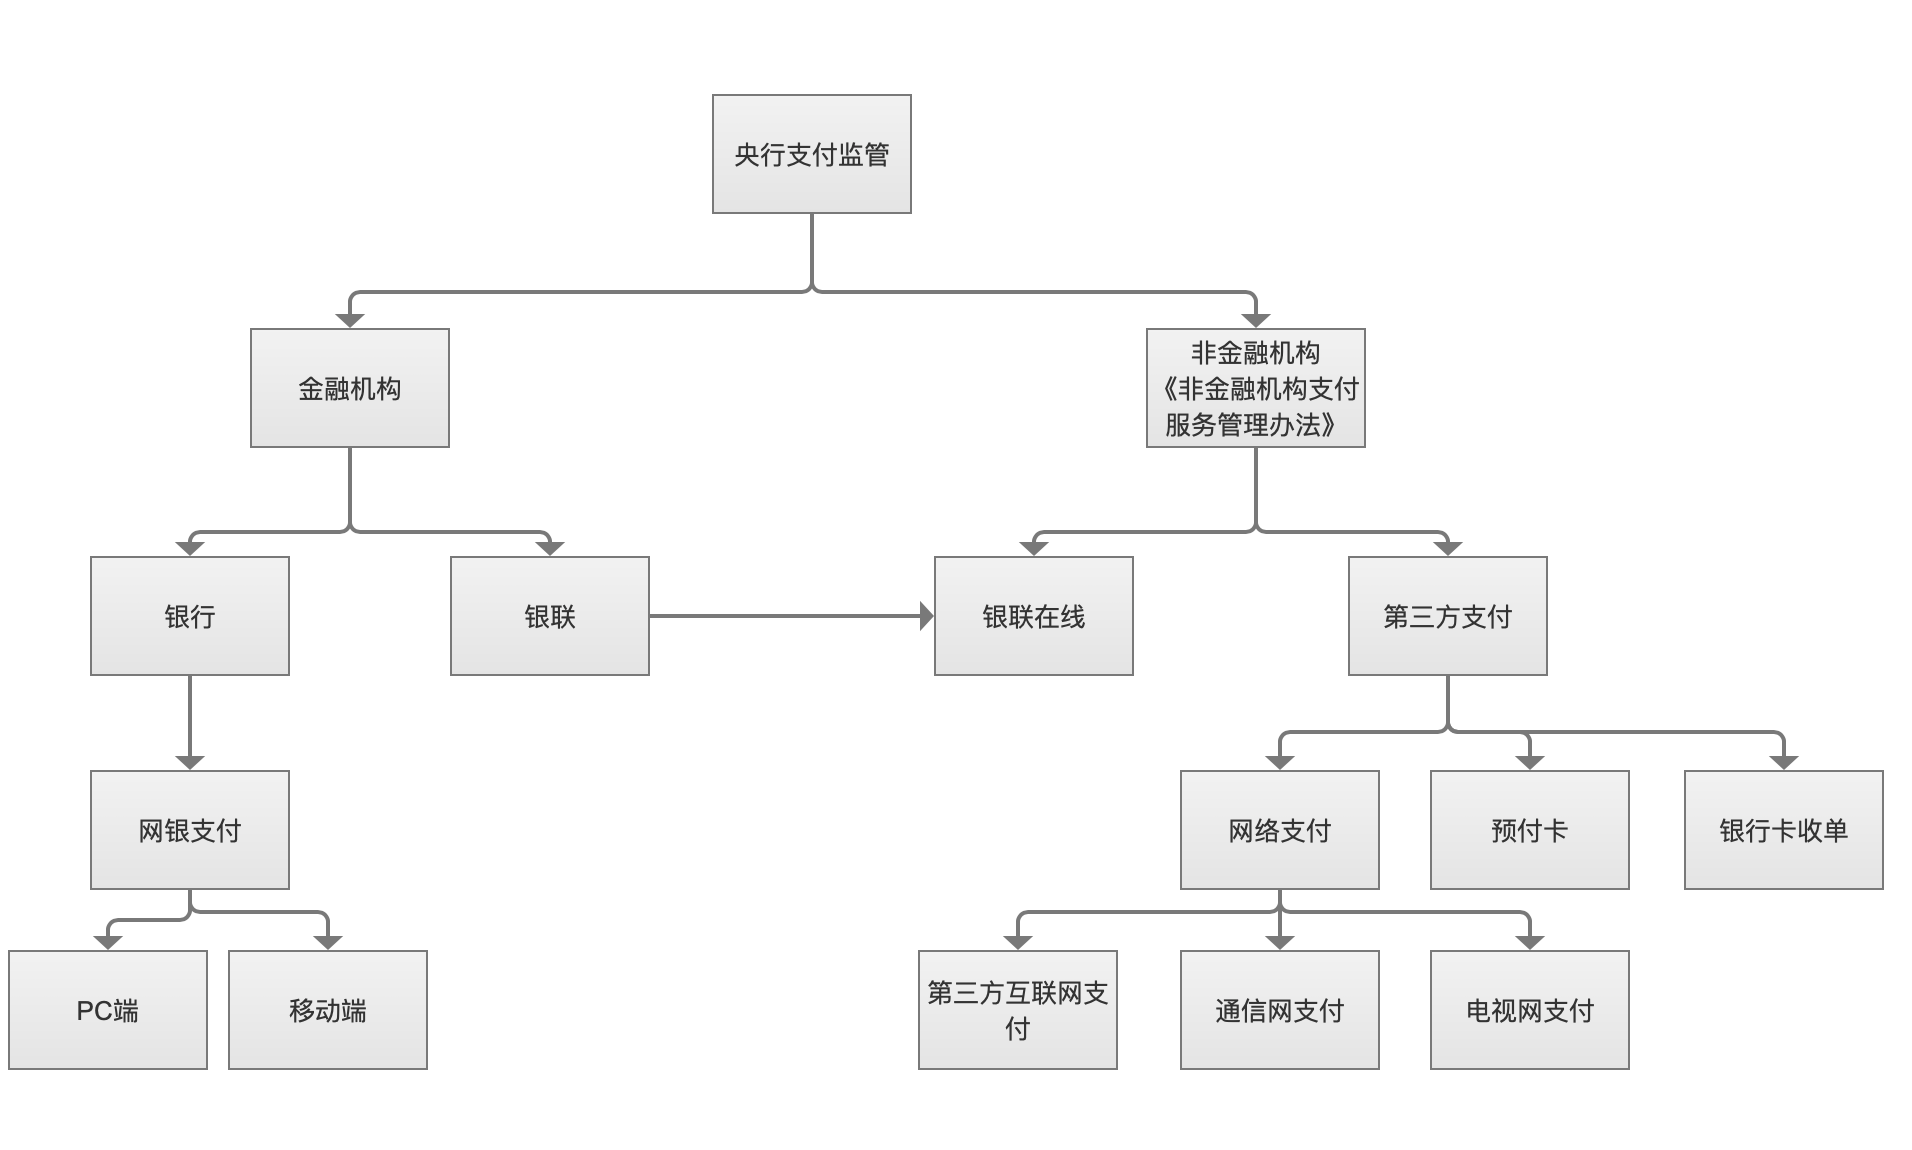 央行支付监管
金融机构
非金融机构
《非金融机构支付
服务管理办法》
银行
银联
银联在线
第三方支付
网银支付
网络支付
预付卡
银行卡收单
PC端
移动端
第三方互联网支
付
通信网支付
电视网支付